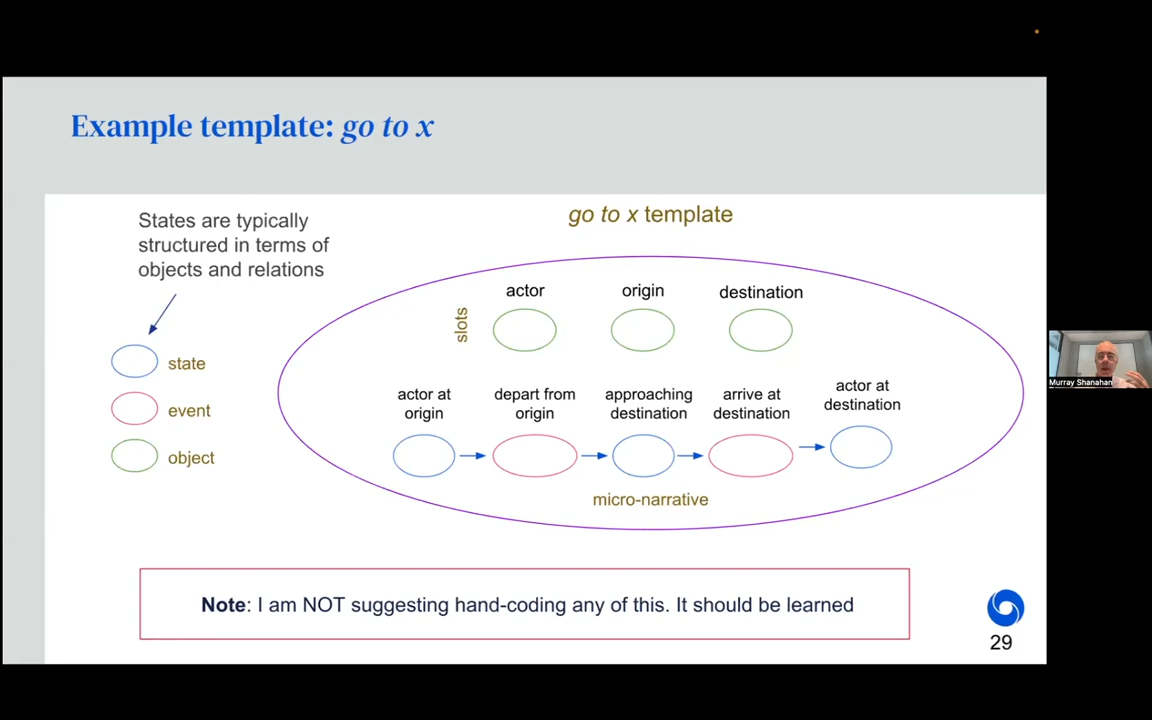 Example template: go to x
States are typically
structured in terms of
objects and relations
state
event
object
go to x template
slots
actor
origin
destination
actor at
origin
depart from
origin
approaching
destination
arrive at
destination
actor at
destination
micro-narrative
Note: I am NOT suggesting hand-coding any of this. It should be learned
29
Murray Shanahan